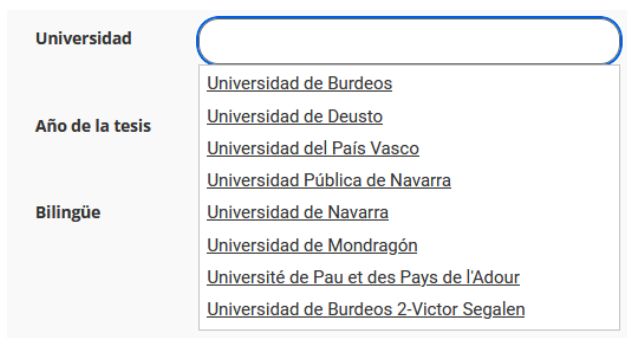 Universidad
Universidad de Burdeos
Universidad de Deusto
Año de la tesis
Universidad del País Vasco
Universidad Pública de Navarra
Bilingüe
Universidad de Navarra
Universidad de Mondragón
Université de Pau et des Pays de l'Adour
Universidad de Burdeos 2-Victor Segalen